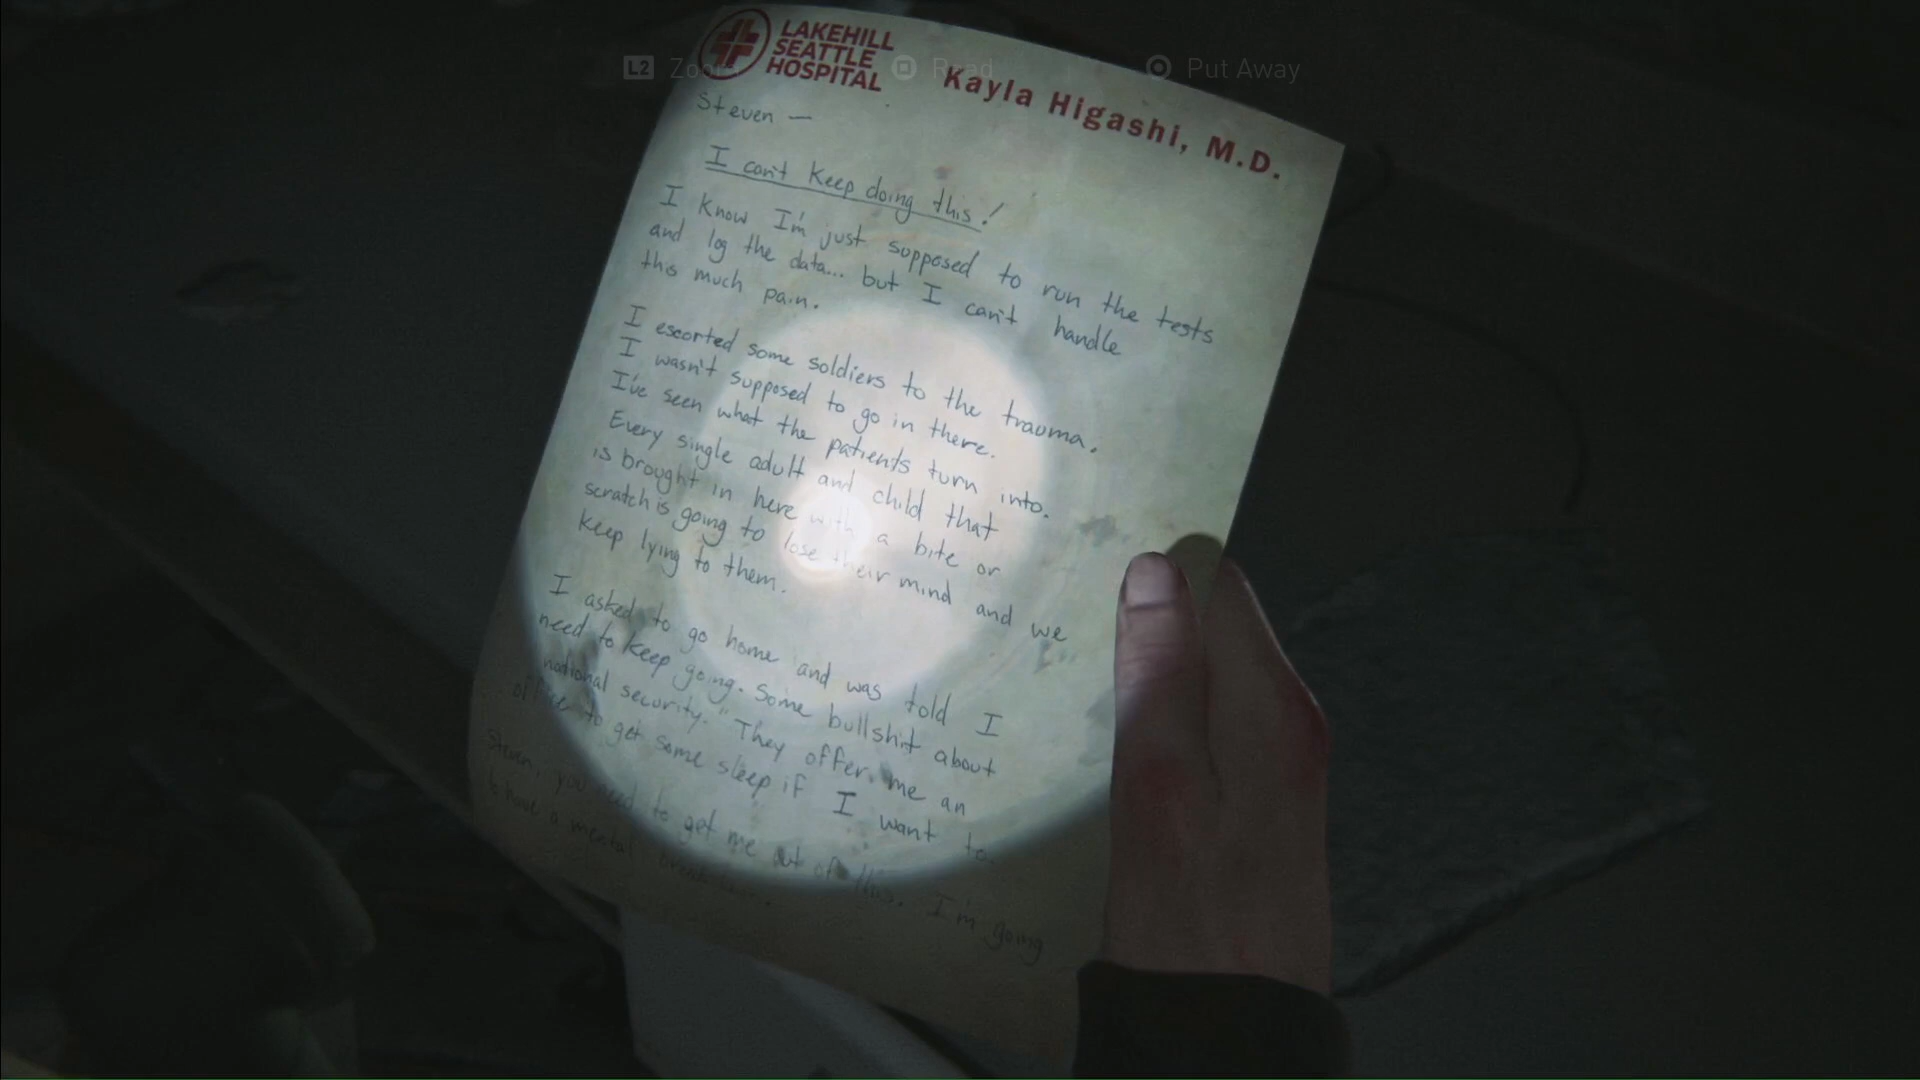 L2 Zoom Read Put Away
LAKEHILL
SEATTLE
HOSPITAL
Kayla Higashi, M.D.
Steven —
I can't keep doing this!
I know I'm just supposed to run the tests
and log the data... but I can't handle
this much pain.
I escorted some soldiers to the trauma.
I wasn't supposed to go in there.
I've seen what the patients turn into.
Every single adult and child that
is brought in here with a bite or
scratch is going to lose their mind and we
keep lying to them.
I asked to go home and was told I
need to keep going. Some bullshit about
national security." They offer me an
office to get some sleep if I want to.
Steven, you need to get me out of this. I'm going
to have a mental